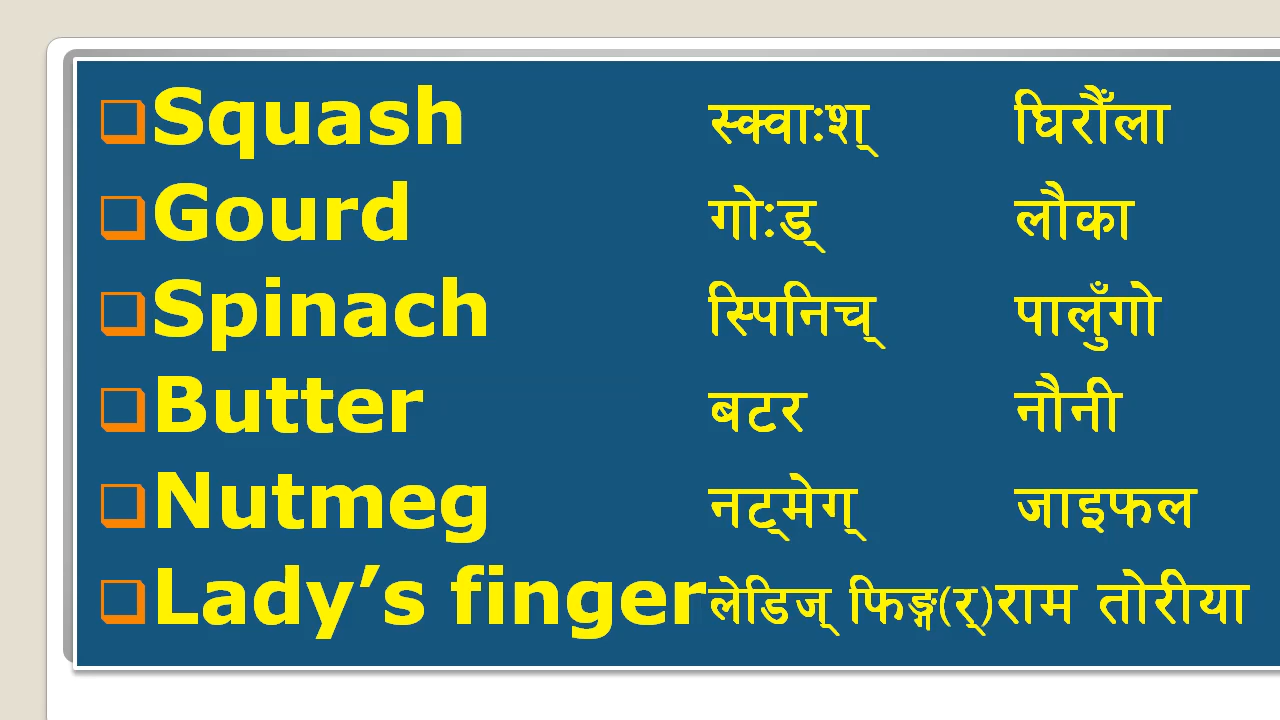 Squash स्क्वाःश् घिरौँला
Gourd गोःड् लौका
Spinach स्पिनिच् पालुँगो
Butter बटर नौनी
Nutmeg नट्मेग् जाइफल
Lady’s finger लेडिज् फिङ्ग(र्) राम तोरीया